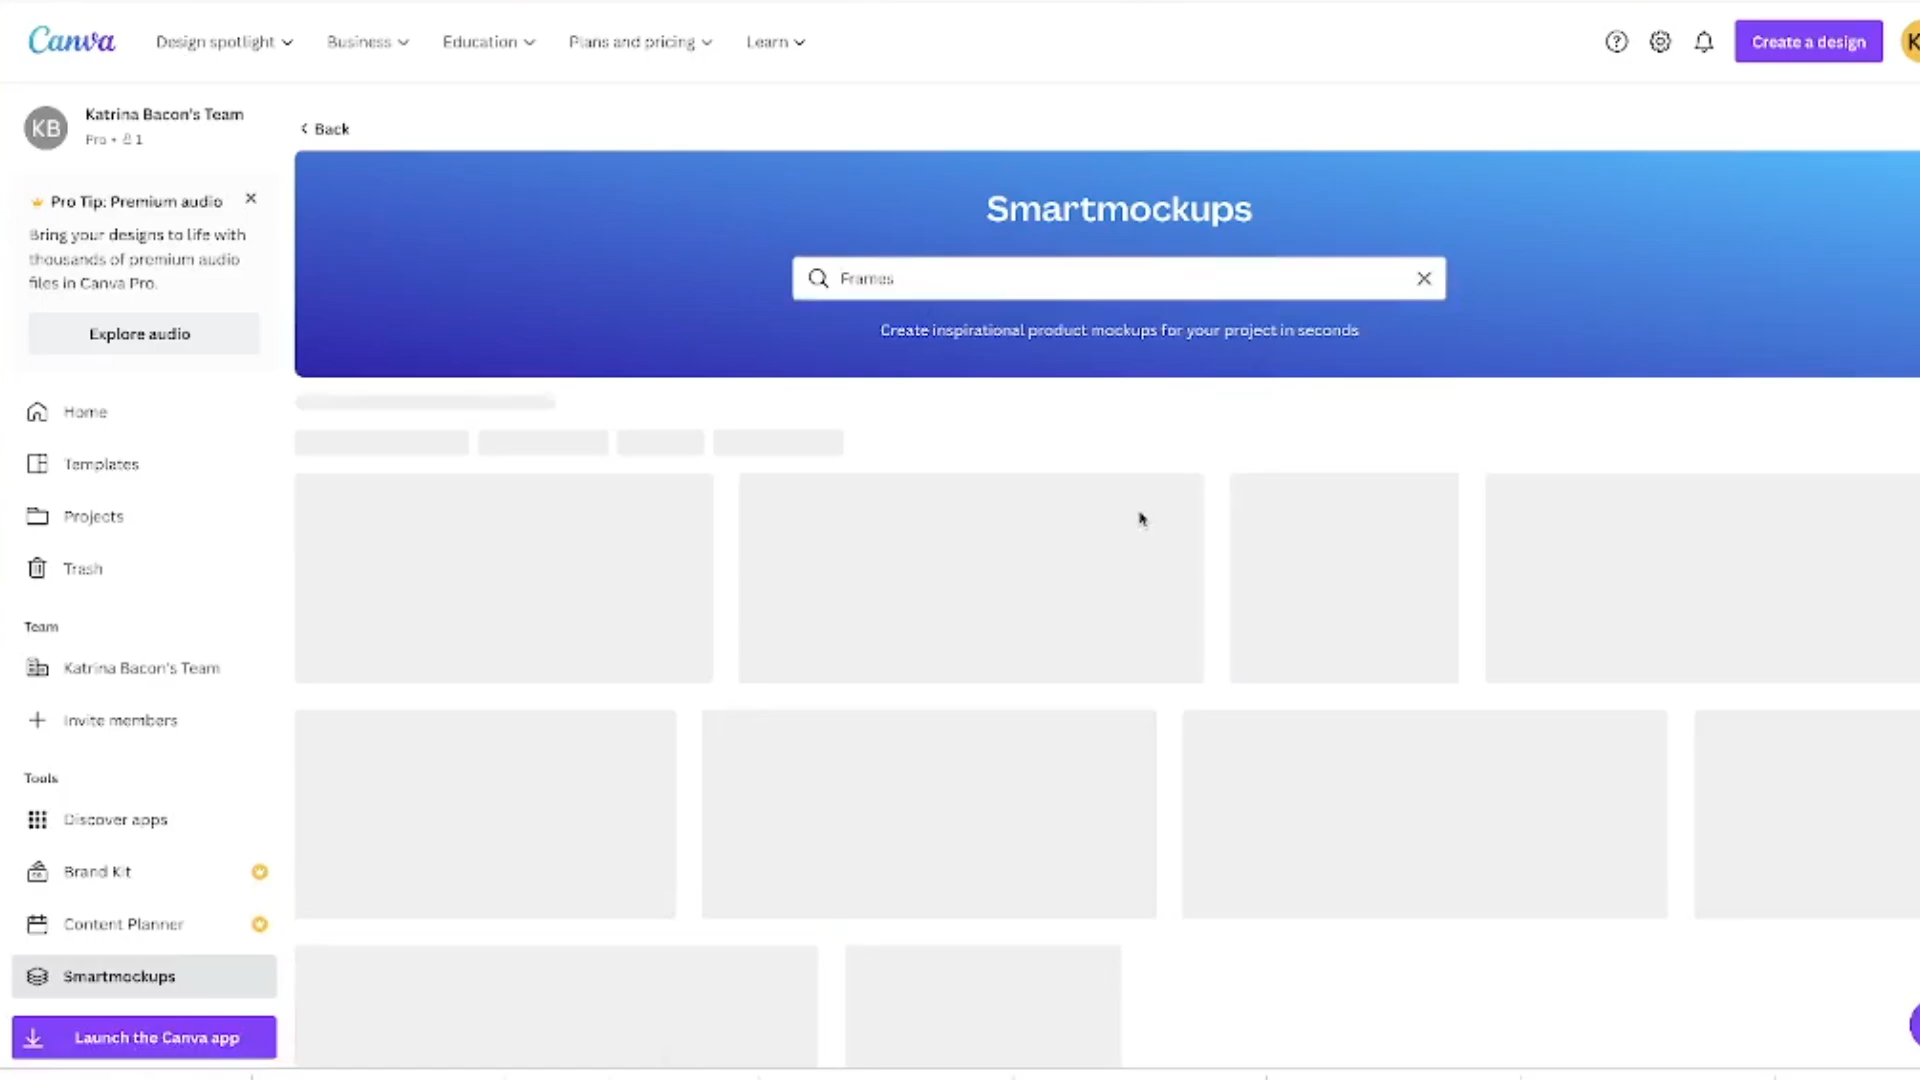 Canva
Design spotlight
Business
Education
Plans and pricing
Learn
Create a design
K
KB
Katrina Bacon's Team
Pro • 1
Pro Tip: Premium audio
Bring your designs to life with
thousands of premium audio
files in Canva Pro.
Explore audio
Home
Templates
Projects
Trash
Team
Katrina Bacon's Team
Invite members
Tools
Discover apps
Brand Kit
Content Planner
Smartmockups
Launch the Canva app
Back
Smartmockups
Frames
Create inspirational product mockups for your project in seconds